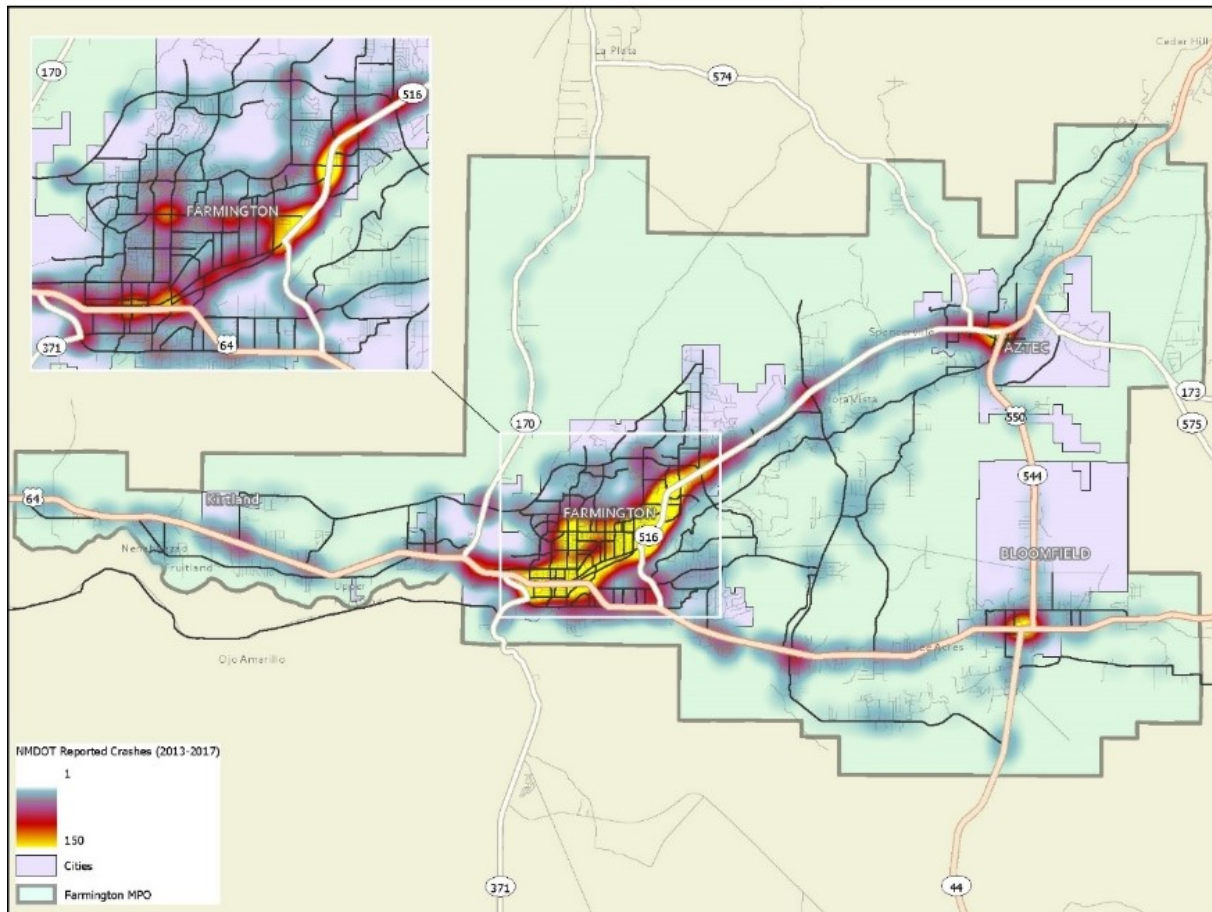 La Plata
Cedar Hill
574
170
516
FARMINGTON
64
371
Spencerville
AZTEC
Flora Vista
173
575
550
170
544
64
Kirtland
FARMINGTON
516
BLOOMFIELD
Fruitland
Upper
Lee Acres
Ojo Amarillo
371
44
NMDOT Reported Crashes (2013-2017)
1
150
Cities
Farmington MPO